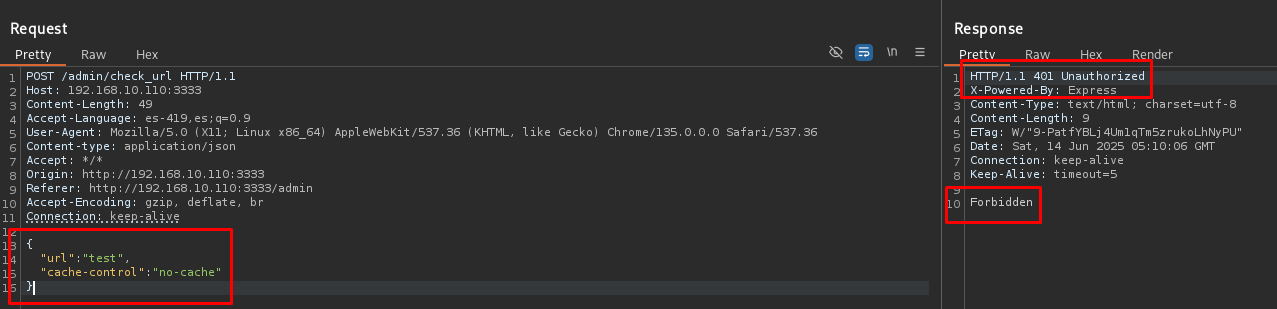 Request
Pretty Raw Hex
\n
1 POST /admin/check_url HTTP/1.1
2 Host: 192.168.10.110:3333
3 Content-Length: 49
4 Accept-Language: es-419,es;q=0.9
5 User-Agent: Mozilla/5.0 (X11; Linux x86_64) AppleWebKit/537.36 (KHTML, like Gecko) Chrome/135.0.0.0 Safari/537.36
6 Content-type: application/json
7 Accept: */*
8 Origin: http://192.168.10.110:3333
9 Referer: http://192.168.10.110:3333/admin
10 Accept-Encoding: gzip, deflate, br
11 Connection: keep-alive
12
13 {
14 "url":"test",
15 "cache-control":"no-cache"
16 }
Response
Pretty Raw Hex Render
1 HTTP/1.1 401 Unauthorized
2 X-Powered-By: Express
3 Content-Type: text/html; charset=utf-8
4 Content-Length: 9
5 ETag: W/"9-PatfYBLj4Um1qTm5zrukoLhNyPU"
6 Date: Sat, 14 Jun 2025 05:10:06 GMT
7 Connection: keep-alive
8 Keep-Alive: timeout=5
9
10 Forbidden